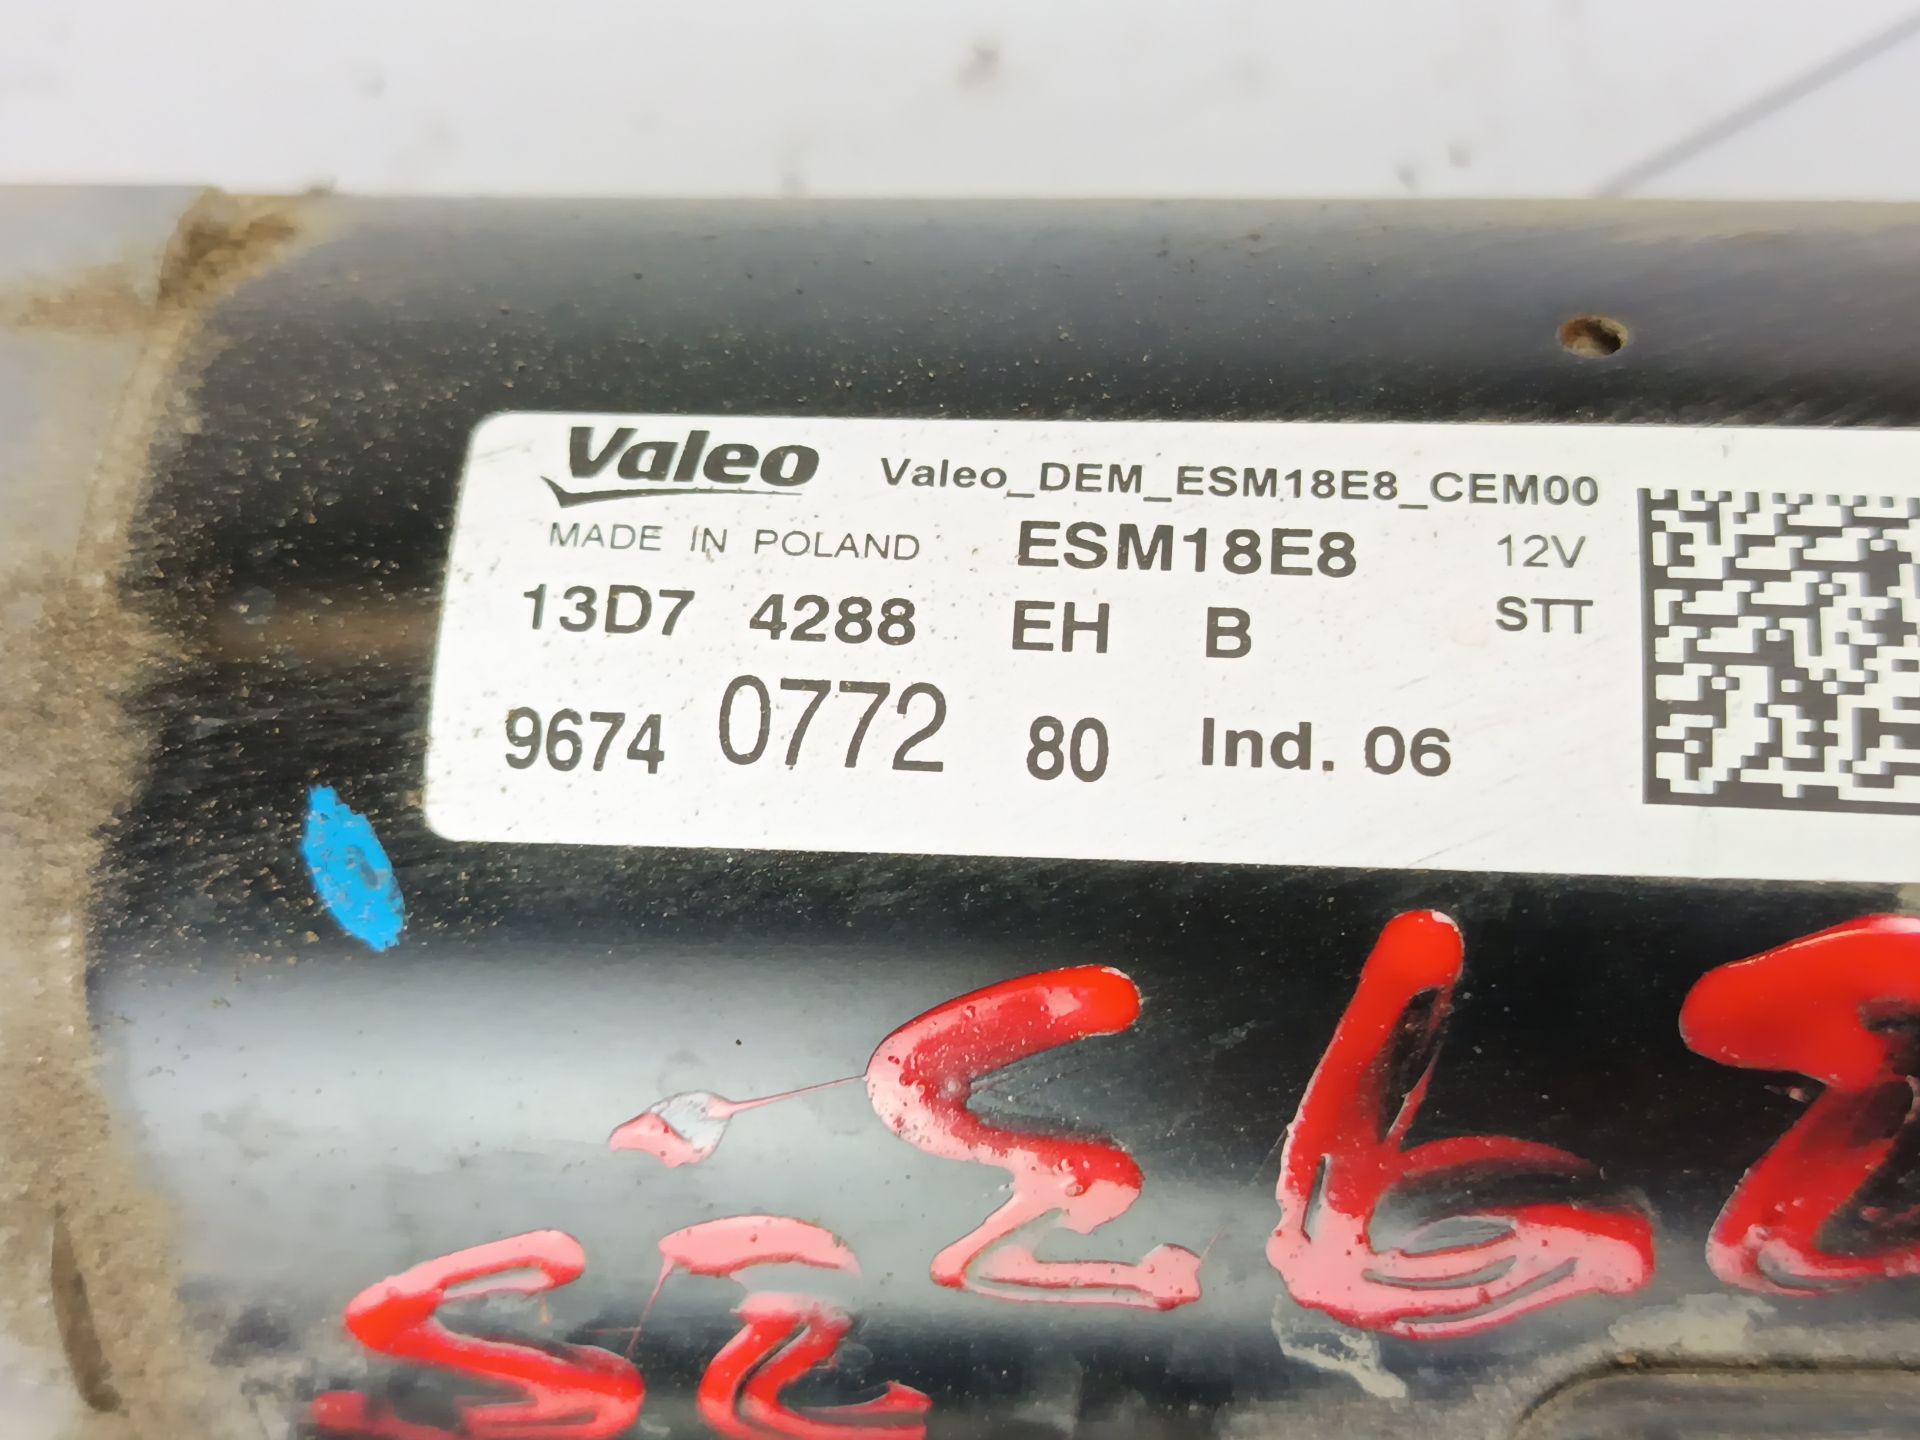 Valeo Valeo_DEM_ESM18E8_CEM00
MADE IN POLAND ESM18E8 12V
13D7 4288 EH B STT
9674 0772 80 Ind. 06